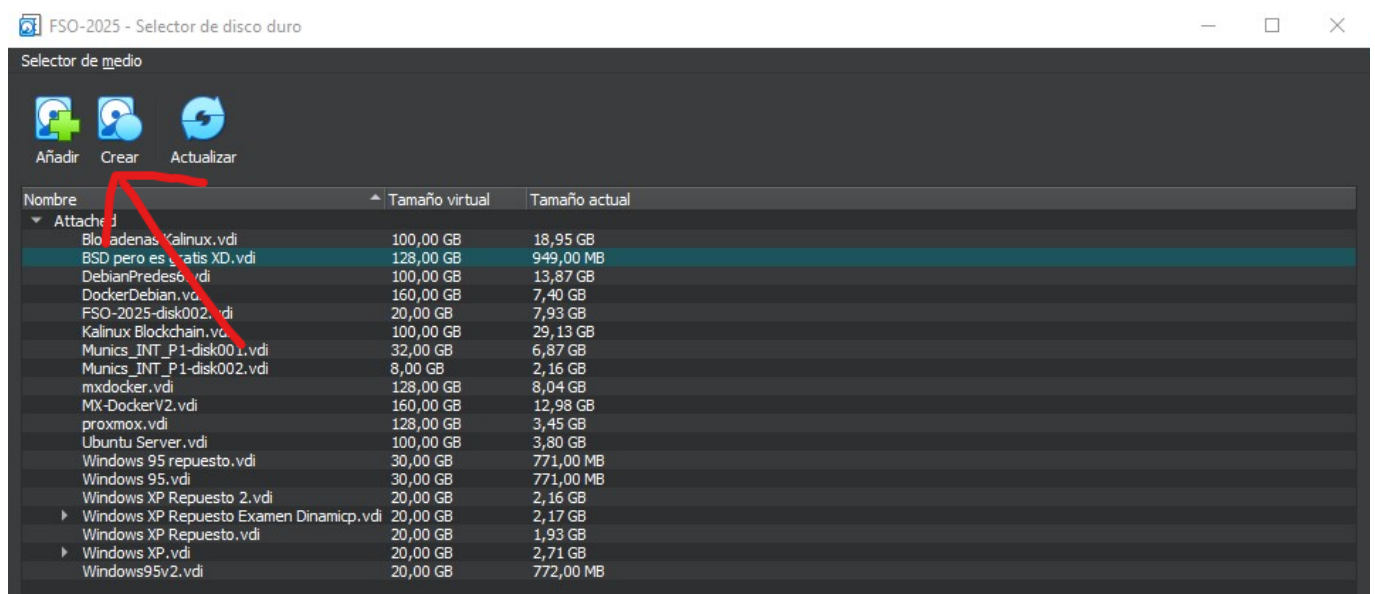 FSO-2025 - Selector de disco duro
Selector de medio
Añadir Crear Actualizar
Nombre Tamaño virtual Tamaño actual
Attached
Kalinux.vdi 100,00 GB 18,95 GB
BSD pero es gratis XD.vdi 128,00 GB 949,00 MB
DebianPredes6.vdi 100,00 GB 13,87 GB
DockerDebian.vdi 160,00 GB 7,40 GB
FSO-2025-disk002.vdi 20,00 GB 7,93 GB
Kalinux Blockchain.vdi 100,00 GB 29,13 GB
Munics_INT_P1-disk001.vdi 32,00 GB 6,87 GB
Munics_INT_P1-disk002.vdi 8,00 GB 2,16 GB
mxdocker.vdi 128,00 GB 8,04 GB
MX-DockerV2.vdi 160,00 GB 12,98 GB
proxmox.vdi 128,00 GB 3,45 GB
Ubuntu Server.vdi 100,00 GB 3,80 GB
Windows 95 repuesto.vdi 30,00 GB 771,00 MB
Windows 95.vdi 30,00 GB 771,00 MB
Windows XP Repuesto 2.vdi 20,00 GB 2,16 GB
Windows XP Repuesto Examen Dinamicp.vdi 20,00 GB 2,17 GB
Windows XP Repuesto.vdi 20,00 GB 1,93 GB
Windows XP.vdi 20,00 GB 2,71 GB
Windows95v2.vdi 20,00 GB 772,00 MB